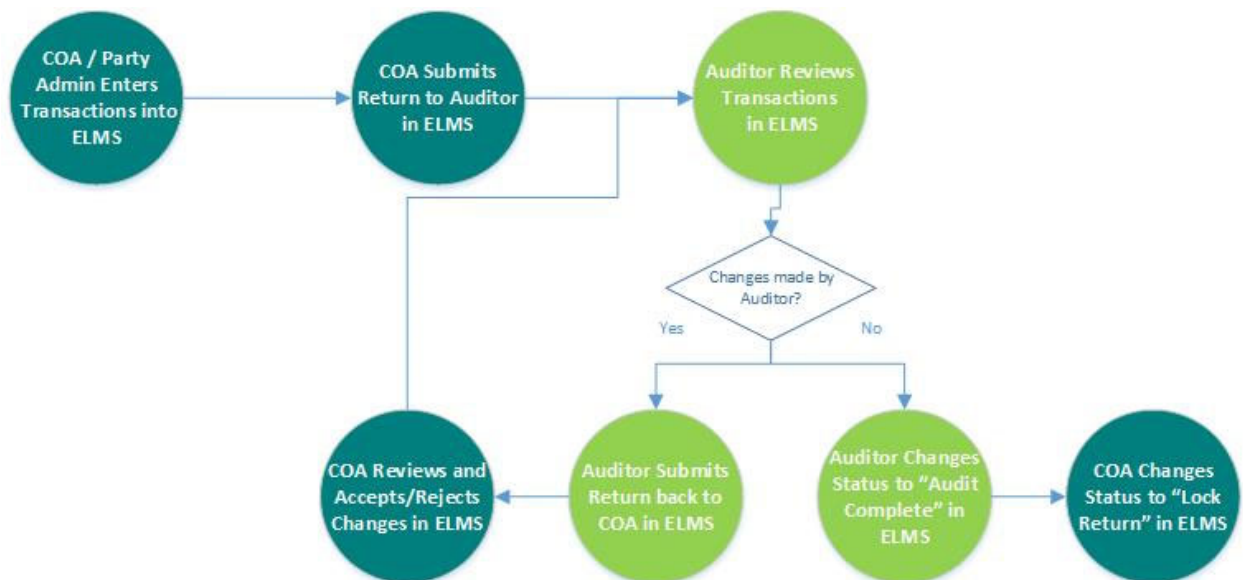 COA / Party
Admin Enters
Transactions into
ELMS
COA Submits
Return to Auditor
in ELMS
Auditor Reviews
Transactions
in ELMS
Changes made by
Auditor?
Yes
No
COA Reviews and
Accepts/Rejects
Changes in ELMS
Auditor Submits
Return back to
COA in ELMS
Auditor Changes
Status to “Audit
Complete” in
ELMS
COA Changes
Status to “Lock
Return” in ELMS